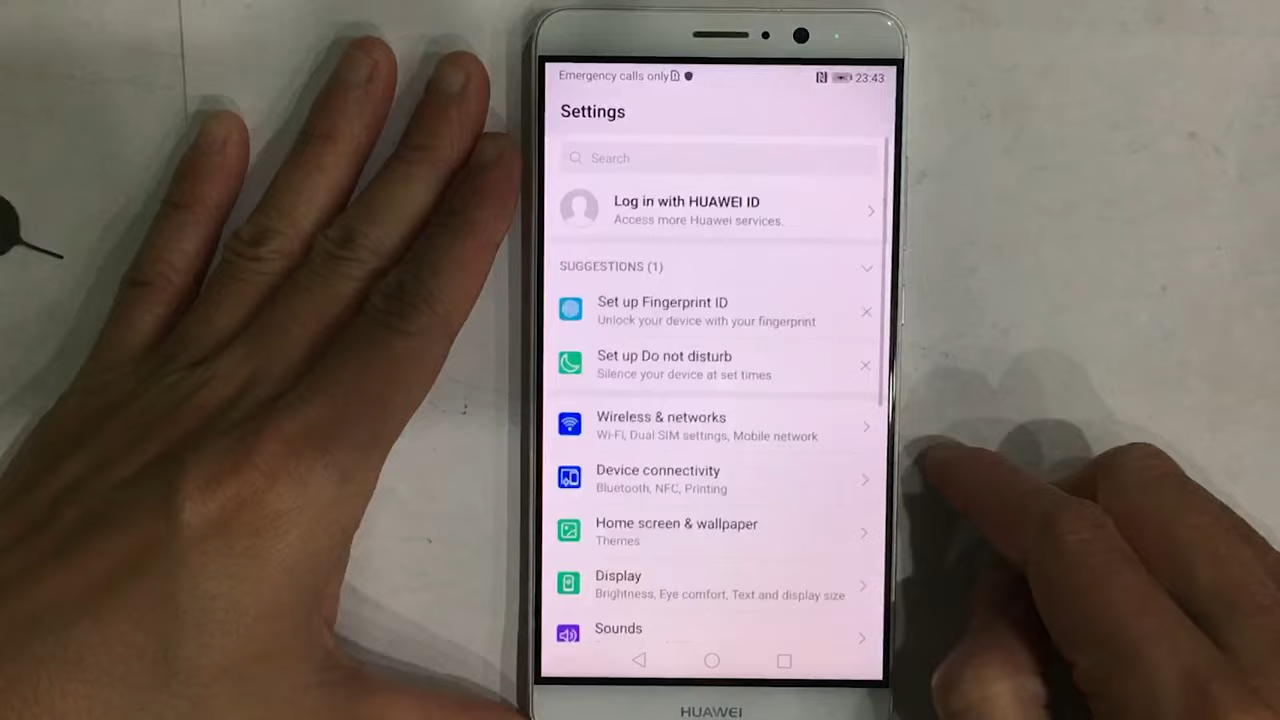 Emergency calls only
23:43
Settings
Search
Log in with HUAWEI ID
Access more Huawei services.
SUGGESTIONS (1)
Set up Fingerprint ID
Unlock your device with your fingerprint
Set up Do not disturb
Silence your device at set times
Wireless & networks
Wi-Fi, Dual SIM settings, Mobile network
Device connectivity
Bluetooth, NFC, Printing
Home screen & wallpaper
Themes
Display
Brightness, Eye comfort, Text and display size
Sounds
HUAWEI